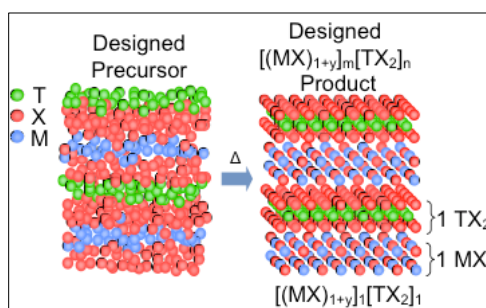 Designed
Precursor
Designed
[(MX)₁₊ᵧ]ₘ[TX₂]ₙ
Product
T
X
M
Δ
1 TX₂
1 MX
[(MX)₁₊ᵧ]₁[TX₂]₁